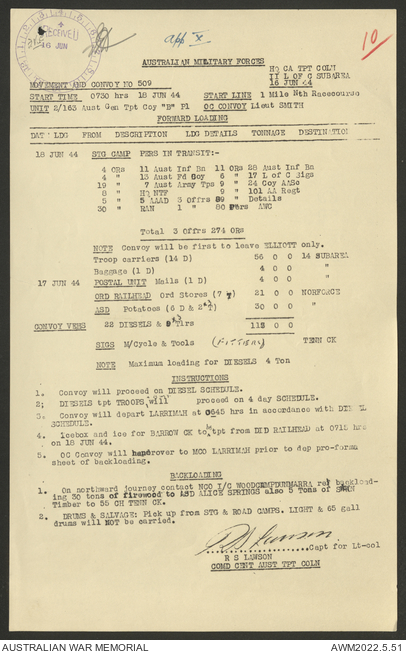 RECEIVED
16 JUN
app X
10
AUSTRALIAN MILITARY FORCES
HQ CA TPT COLN
II L OF C SUBAREA
16 JUN 44
MOVEMENT AND CONVOY NO 509
START TIME 0730 hrs 18 JUN 44 START LINE 1 Mile Nth Racecourse
UNIT 2/163 Aust Gen Tpt Coy "B" Pl OC CONVOY Lieut SMITH
FORWARD LOADING
DAT LDG FROM DESCRIPTION LDG DETAILS TONNAGE DESTINATION
18 JUN 44 STG CAMP PERS IN TRANSIT:-
4 ORs 11 Aust Inf Bn 11 ORs 28 Aust Inf Bn
4 " 13 Aust Fd Coy 6 " 17 L of C Sigs
19 " 7 Aust Army Tps 9 " 24 Coy AASC
8 " HQ NTF 9 " 101 AA Regt
5 " AAAD 3 Offrs 89 " Details
30 " RAN 1 " 80 AWC
Total 3 Offrs 274 ORs
NOTE Convoy will be first to leave ELLIOTT only.
Troop carriers (14 D) 56 0 0 14 SUBAREA
Baggage (1 D) 4 0 0 "
17 JUN 44 POSTAL UNIT Mails (1 D) 4 0 0 "
ORD RAILHEAD Ord Stores (7 T) 21 0 0 NORFORCE
ASD Potatoes (6 D & 2 T) 30 0 0 "
CONVOY VEHS 22 DIESELS & Tlrs 115 0 0
SIGS M/Cycle & Tools TENN CK
NOTE Maximum loading for DIESELS 4 Ton
INSTRUCTIONS
1. Convoy will proceed on DIESEL SCHEDULE.
2; DIESELS tpt TROOPS will proceed on 4 day SCHEDULE.
3. Convoy will depart LARRIMAH at 0645 hrs in accordance with DIESEL
SCHEDULE.
4. Icebox and ice for BARROW CK to be tpt from DID RAILHEAD at 0715 hrs
on 18 JUN 44.
5. OC Convoy will handover to MCO LARRIMAH prior to dep pro-forma
sheet of backloading.
BACKLOADING
1. On northward journey contact NCO I/C WOODCAMP DUNMARRA re backload-
ing 30 tons of firewood to ASD ALICE SPRINGS also 5 Tons of SAWN
Timber to 55 CH TENN CK.
2. DRUMS & SALVAGE: Pick up from STG & ROAD CAMPS. LIGHT & 65 gall
drums will NOT be carried.
R S Lawson
Capt for Lt-col
R S LAWSON
COMD CENT AUST TPT COLN
AUSTRALIAN WAR MEMORIAL
AWM2022.5.51